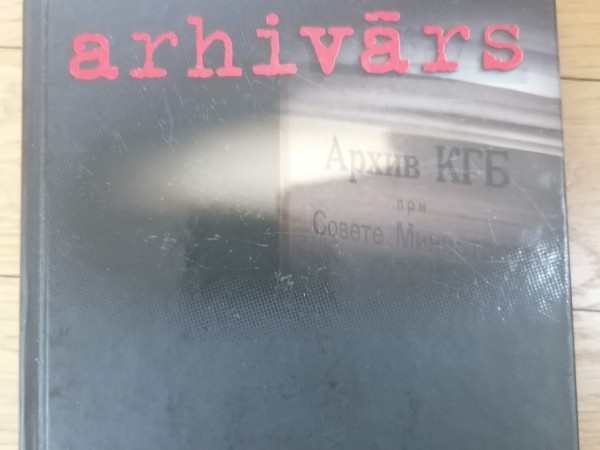 arhivārs
Архив КГБ
при
Совете